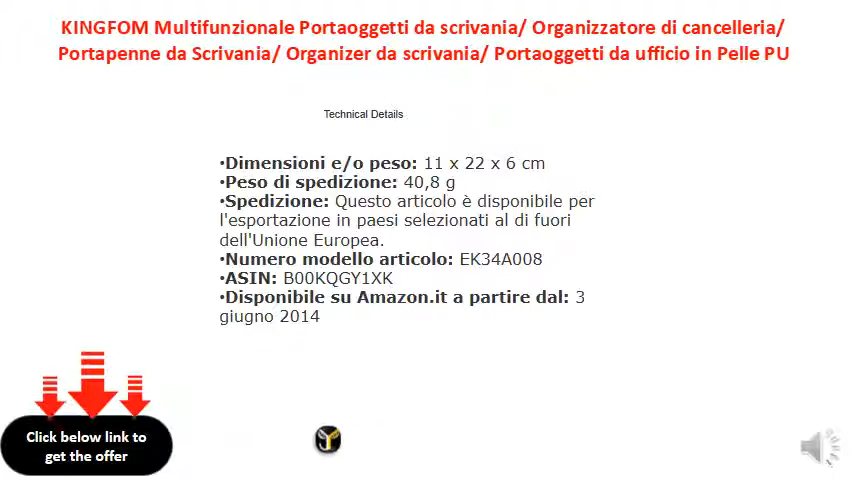 KINGFOM Multifunzionale Portaoggetti da scrivania/ Organizzatore di cancelleria/
Portapenne da Scrivania/ Organizer da scrivania/ Portaoggetti da ufficio in Pelle PU
Technical Details
•Dimensioni e/o peso: 11 x 22 x 6 cm
•Peso di spedizione: 40,8 g
•Spedizione: Questo articolo è disponibile per
l'esportazione in paesi selezionati al di fuori
dell'Unione Europea.
•Numero modello articolo: EK34A008
•ASIN: B00KQGY1XK
•Disponibile su Amazon.it a partire dal: 3
giugno 2014
Click below link to
get the offer